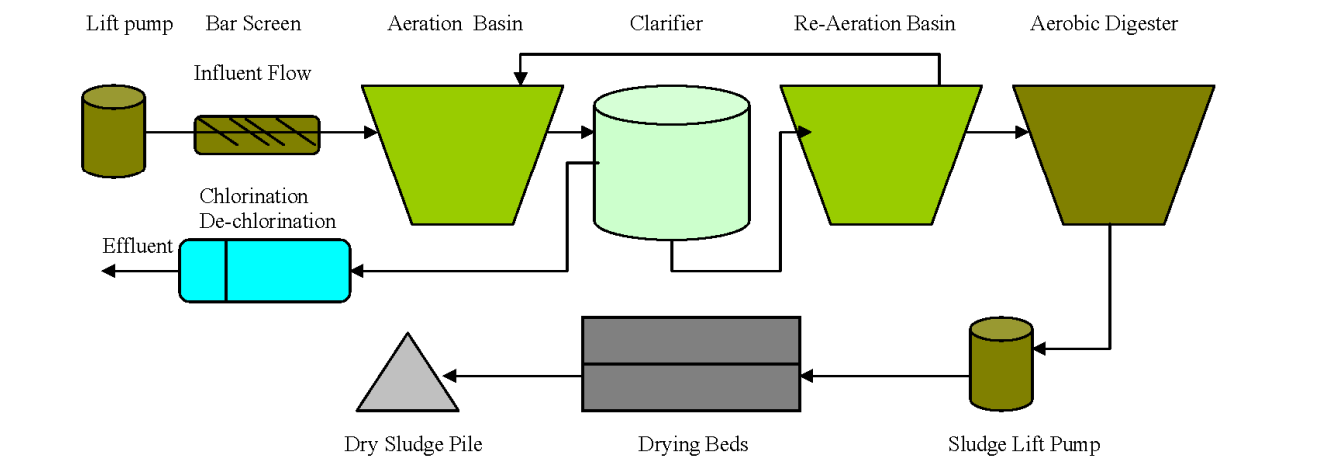 Lift pump
Bar Screen
Aeration Basin
Clarifier
Re-Aeration Basin
Aerobic Digester
Influent Flow
Chlorination
De-chlorination
Effluent
Dry Sludge Pile
Drying Beds
Sludge Lift Pump